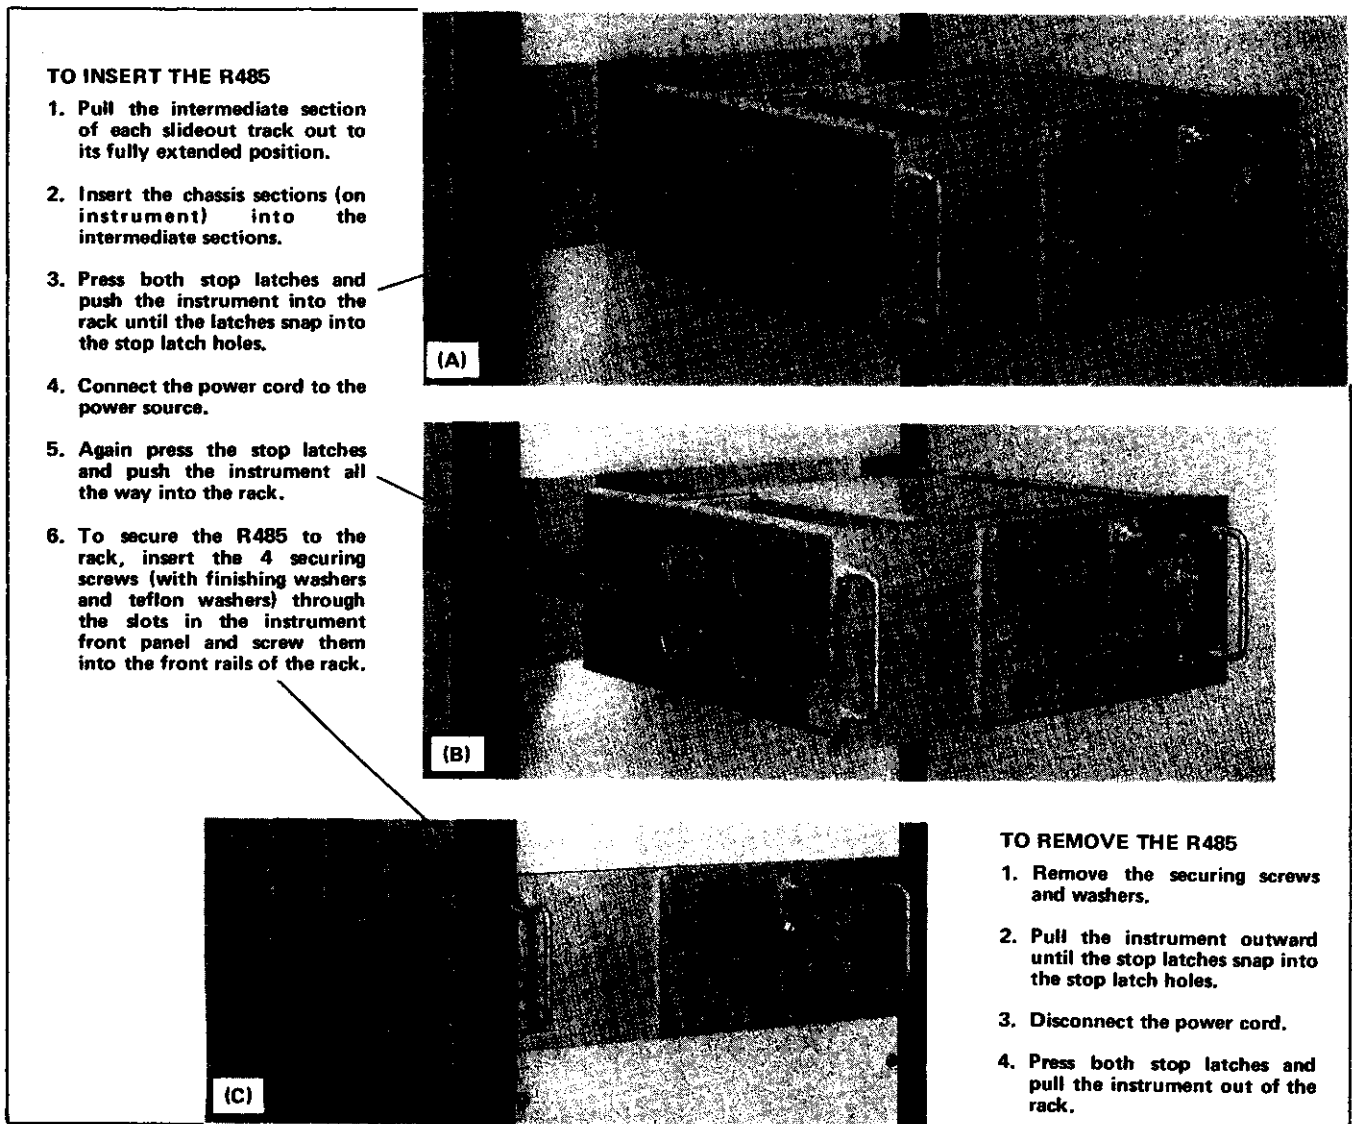 TO INSERT THE R485
1. Pull the intermediate section
of each slideout track out to
its fully extended position.
2. Insert the chassis sections (on
instrument) into the
intermediate sections.
3. Press both stop latches and
push the instrument into the
rack until the latches snap into
the stop latch holes.
4. Connect the power cord to the
power source.
5. Again press the stop latches
and push the instrument all
the way into the rack.
6. To secure the R485 to the
rack, insert the 4 securing
screws (with finishing washers
and teflon washers) through
the slots in the instrument
front panel and screw them
into the front rails of the rack.
(A)
(B)
(C)
TO REMOVE THE R485
1. Remove the securing screws
and washers.
2. Pull the instrument outward
until the stop latches snap into
the stop latch holes.
3. Disconnect the power cord.
4. Press both stop latches and
pull the instrument out of the
rack.